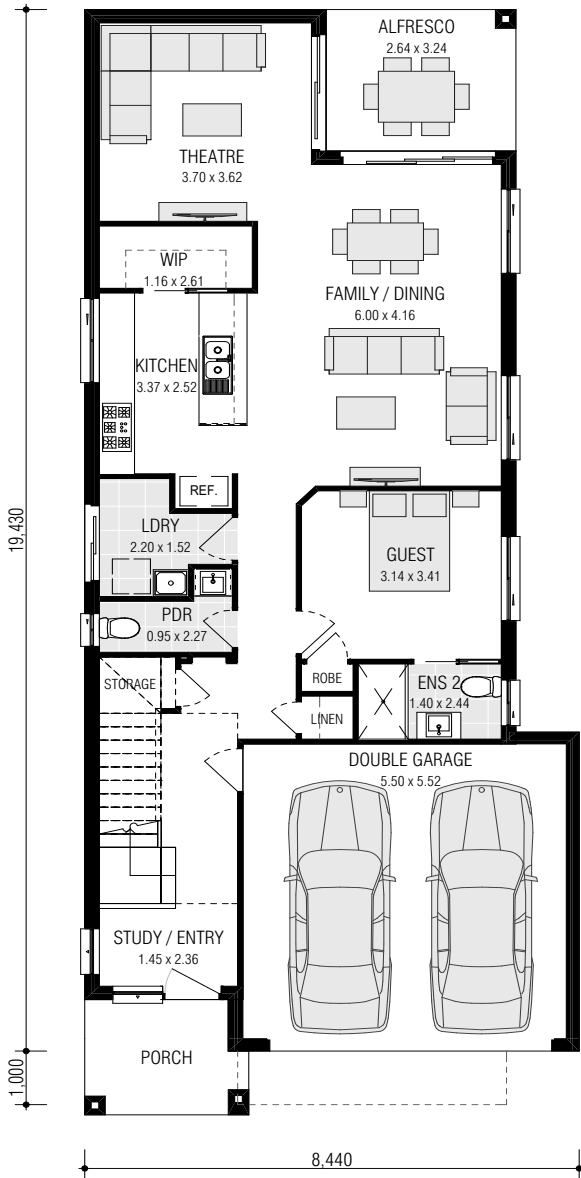 ALFRESCO
2.64 x 3.24
THEATRE
3.70 x 3.62
WIP
1.16 x 2.61
FAMILY / DINING
6.00 x 4.16
KITCHEN
3.37 x 2.52
REF.
19,430
LDRY
2.20 x 1.52
GUEST
3.14 x 3.41
PDR
0.95 x 2.27
STORAGE
ROBE
ENS 2
1.40 x 2.44
LINEN
DOUBLE GARAGE
5.50 x 5.52
STUDY / ENTRY
1.45 x 2.36
PORCH
1,000
8,440